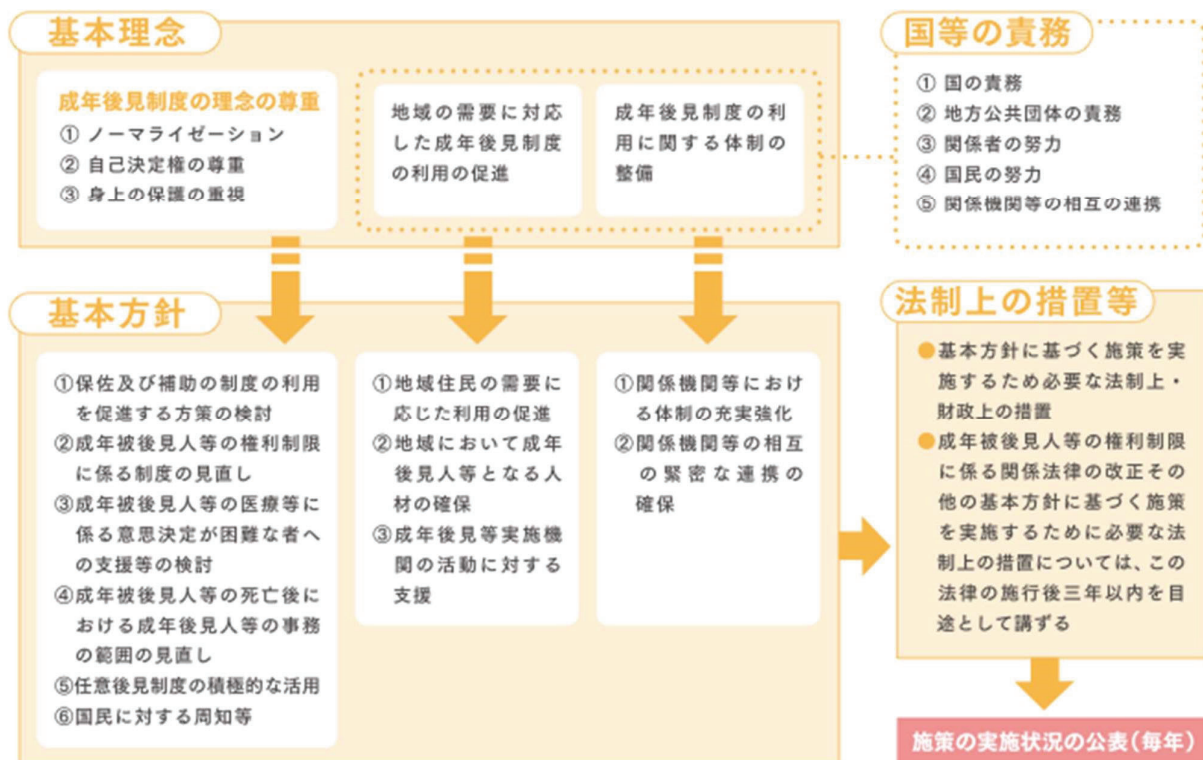 基本理念
成年後見制度の理念の尊重
① ノーマライゼーション
② 自己決定権の尊重
③ 身上の保護の重視
地域の需要に対応
した成年後見制度
の利用の促進
成年後見制度の利
用に関する体制の
整備
国等の責務
① 国の責務
② 地方公共団体の責務
③ 関係者の努力
④ 国民の努力
⑤ 関係機関等の相互の連携
基本方針
①保佐及び補助の制度の利用
を促進する方策の検討
②成年被後見人等の権利制限
に係る制度の見直し
③成年被後見人等の医療等に
係る意思決定が困難な者へ
の支援等の検討
④成年被後見人等の死亡後に
おける成年後見人等の事務
の範囲の見直し
⑤任意後見制度の積極的な活用
⑥国民に対する周知等
①地域住民の需要に
応じた利用の促進
②地域において成年
後見人等となる人
材の確保
③成年後見等実施機
関の活動に対する
支援
①関係機関等におけ
る体制の充実強化
②関係機関等の相互
の緊密な連携の
確保
法制上の措置等
●基本方針に基づく施策を実
施するため必要な法制上・
財政上の措置
●成年被後見人等の権利制限
に係る関係法律の改正その
他の基本方針に基づく施策
を実施するために必要な法
制上の措置については、この
法律の施行後三年以内を目
途として講ずる
施策の実施状況の公表(毎年)